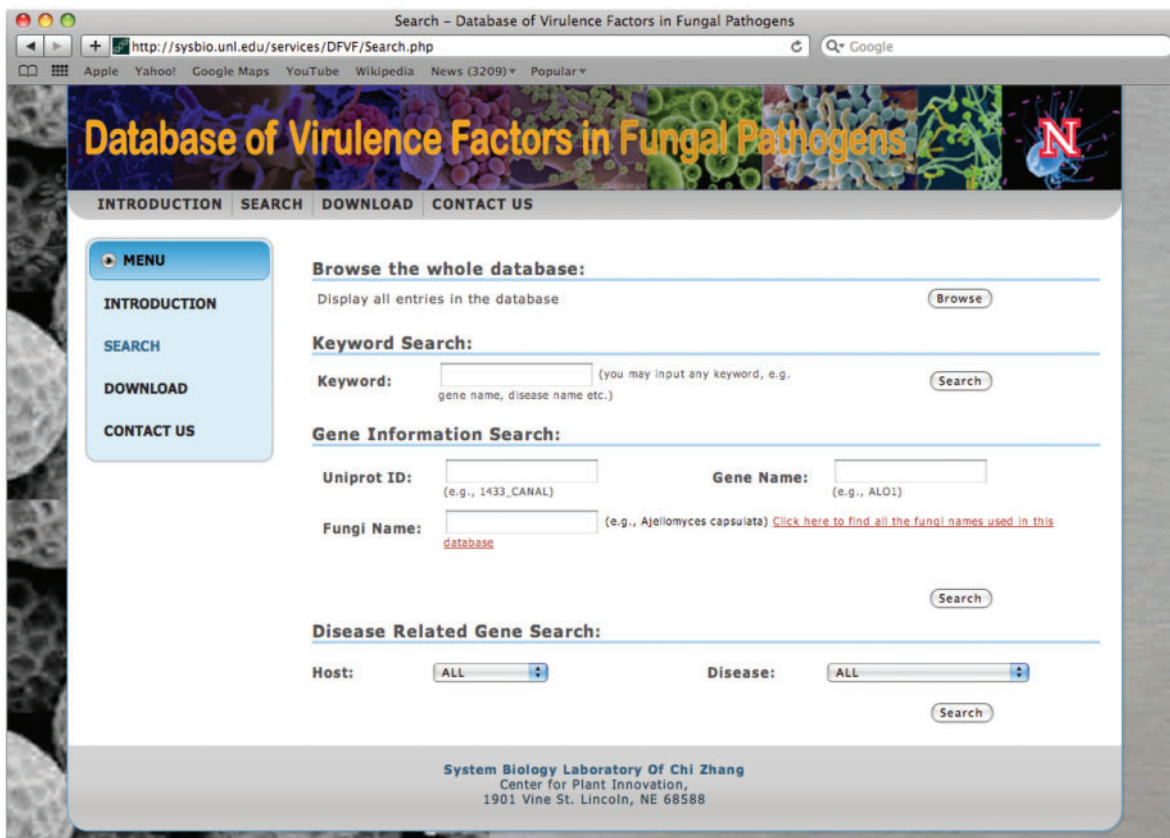 Search – Database of Virulence Factors in Fungal Pathogens
http://sysbio.unl.edu/services/DFVF/Search.php
Google
Apple Yahoo! Google Maps YouTube Wikipedia News (3209) Popular
Database of Virulence Factors in Fungal Pathogens
N
INTRODUCTION SEARCH DOWNLOAD CONTACT US
MENU
INTRODUCTION
SEARCH
DOWNLOAD
CONTACT US
Browse the whole database:
Display all entries in the database Browse
Keyword Search:
Keyword: (you may input any keyword, e.g. Search
gene name, disease name etc.)
Gene Information Search:
Uniprot ID: Gene Name:
(e.g., 1433_CANAL) (e.g., ALO1)
Fungi Name: (e.g., Ajellomyces capsulata) Click here to find all the fungi names used in this
database
Search
Disease Related Gene Search:
Host: ALL Disease: ALL
Search
System Biology Laboratory Of Chi Zhang
Center for Plant Innovation,
1901 Vine St. Lincoln, NE 68588